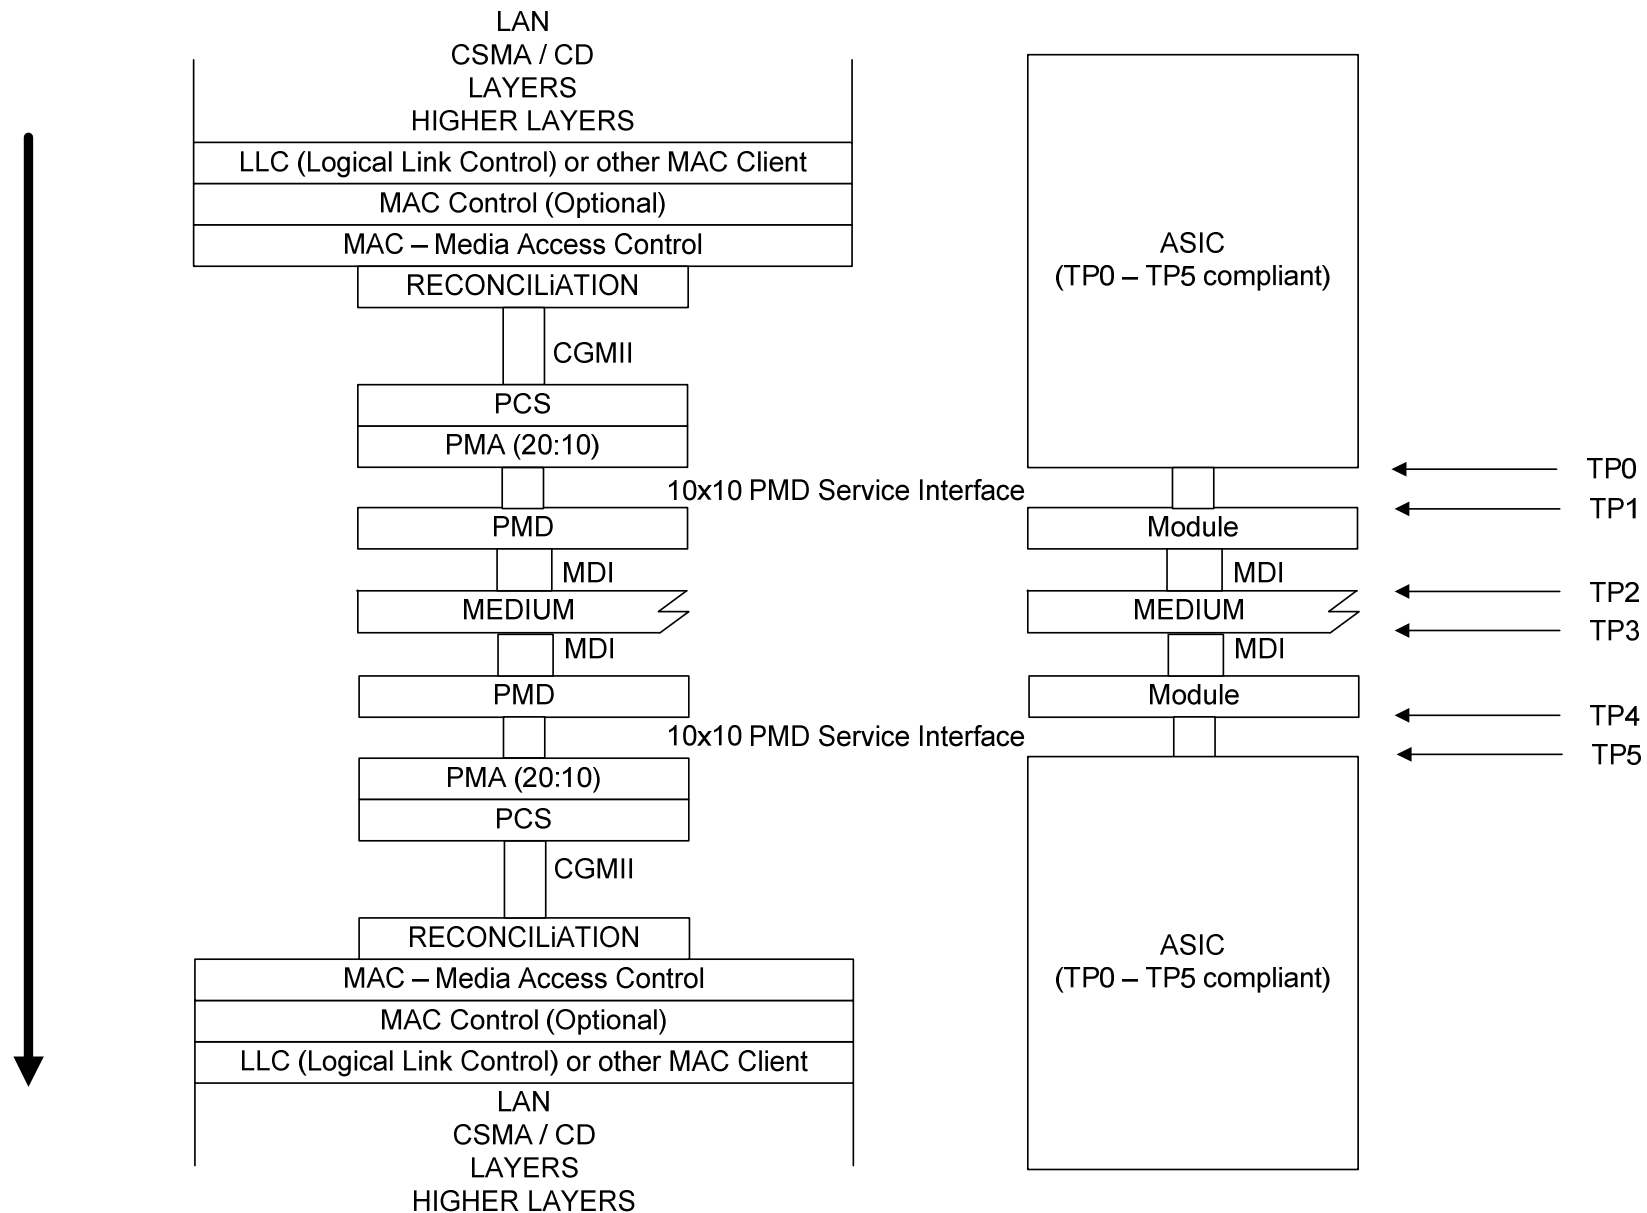 LAN
CSMA / CD
LAYERS
HIGHER LAYERS
LLC (Logical Link Control) or other MAC Client
MAC Control (Optional)
MAC – Media Access Control
RECONCILiATION
CGMII
PCS
PMA (20:10)
10x10 PMD Service Interface
PMD
MDI
MEDIUM
MDI
PMD
10x10 PMD Service Interface
PMA (20:10)
PCS
CGMII
RECONCILiATION
MAC – Media Access Control
MAC Control (Optional)
LLC (Logical Link Control) or other MAC Client
LAN
CSMA / CD
LAYERS
HIGHER LAYERS
ASIC
(TP0 – TP5 compliant)
Module
MDI
MEDIUM
MDI
Module
ASIC
(TP0 – TP5 compliant)
TP0
TP1
TP2
TP3
TP4
TP5